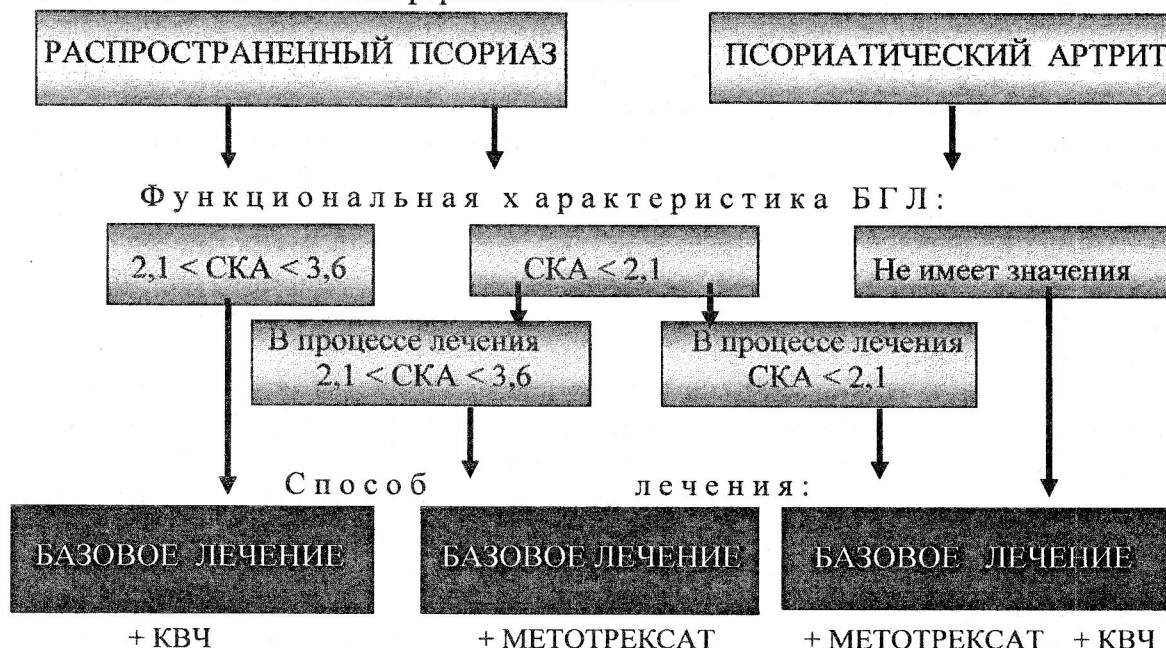 РАСПРОСТРАНЕННЫЙ ПСОРИАЗ
ПСОРИАТИЧЕСКИЙ АРТРИТ
Функциональная характеристика БГЛ:
2,1 < СКА < 3,6
СКА < 2,1
Не имеет значения
В процессе лечения
2,1 < СКА < 3,6
В процессе лечения
СКА < 2,1
Способ лечения:
БАЗОВОЕ ЛЕЧЕНИЕ
БАЗОВОЕ ЛЕЧЕНИЕ
БАЗОВОЕ ЛЕЧЕНИЕ
+ КВЧ
+ МЕТОТРЕКСАТ
+ МЕТОТРЕКСАТ + КВЧ